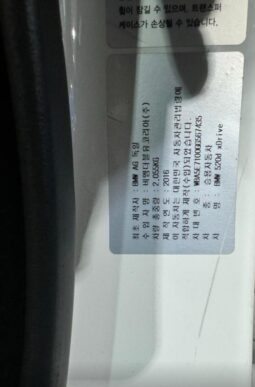 휠이 잠길 수 있으며, 트랜스퍼
케이스가 손상될 수 있습니다.
최초 제작자 : BMW AG 독일
수 입 자 명 : 비엠더블유코리아(주)
차량 총중량 : 2,055KG
제 작 연 도 : 2016
이 자동차는 대한민국 자동차관리법령에
적합하게 제작(수입)되었습니다.
차 대 번 호 :
차 종 : 승용자동차
차 명 : BMW 520d xDrive